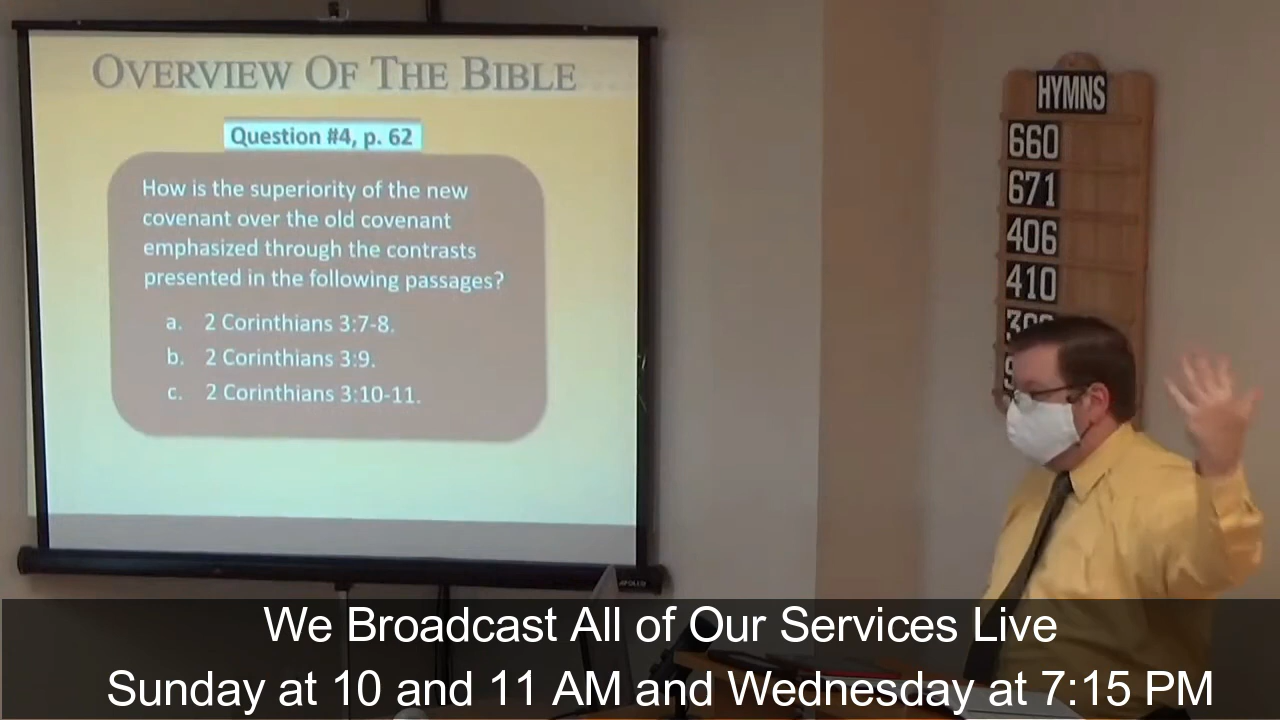 OVERVIEW OF THE BIBLE
Question #4, p. 62
How is the superiority of the new
covenant over the old covenant
emphasized through the contrasts
presented in the following passages?
a. 2 Corinthians 3:7-8.
b. 2 Corinthians 3:9.
c. 2 Corinthians 3:10-11.
APOLLO
HYMNS
660
671
406
410
We Broadcast All of Our Services Live
Sunday at 10 and 11 AM and Wednesday at 7:15 PM